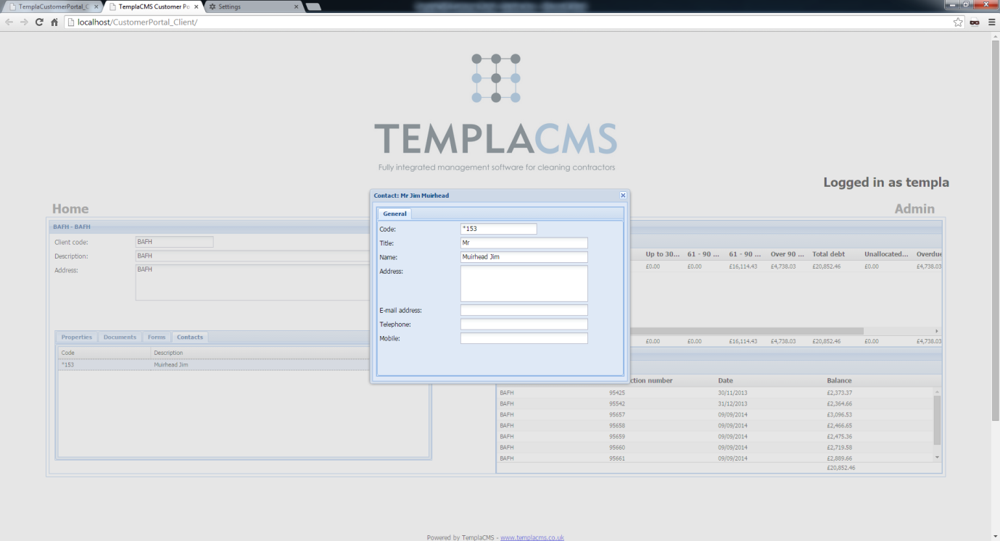 TemplaCustomerPortal_C
TemplaCMS Customer Po
Settings
localhost/CustomerPortal_Client/
TEMPLACMS
Fully integrated management software for cleaning contractors
Logged in as templa
Home
Admin
BAFH - BAFH
Client code:
BAFH
Description:
BAFH
Address:
BAFH
Contact: Mr Jim Muirhead
General
Code:
*153
Title:
Mr
Name:
Muirhead Jim
Address:
E-mail address:
Telephone:
Mobile:
Up to 30... 61 - 90 ... 61 - 90 ... Over 90 ... Total debt Unallocated... Overdue
£0.00 £0.00 £16,114.43 £4,738.03 £20,852.46 £0.00 £4,738.03
£0.00 £0.00 £16,114.43 £4,738.03 £20,852.46 £0.00 £4,738.03
Properties Documents Forms Contacts
Code Description
*153 Muirhead Jim
ction number Date Balance
BAFH 95425 30/11/2013 £2,373.37
BAFH 95542 31/12/2013 £2,364.66
BAFH 95657 09/09/2014 £3,096.53
BAFH 95658 09/09/2014 £2,466.65
BAFH 95659 09/09/2014 £2,475.36
BAFH 95660 09/09/2014 £2,719.58
BAFH 95661 09/09/2014 £2,889.66
£20,852.46
Powered by TemplaCMS - www.templacms.co.uk